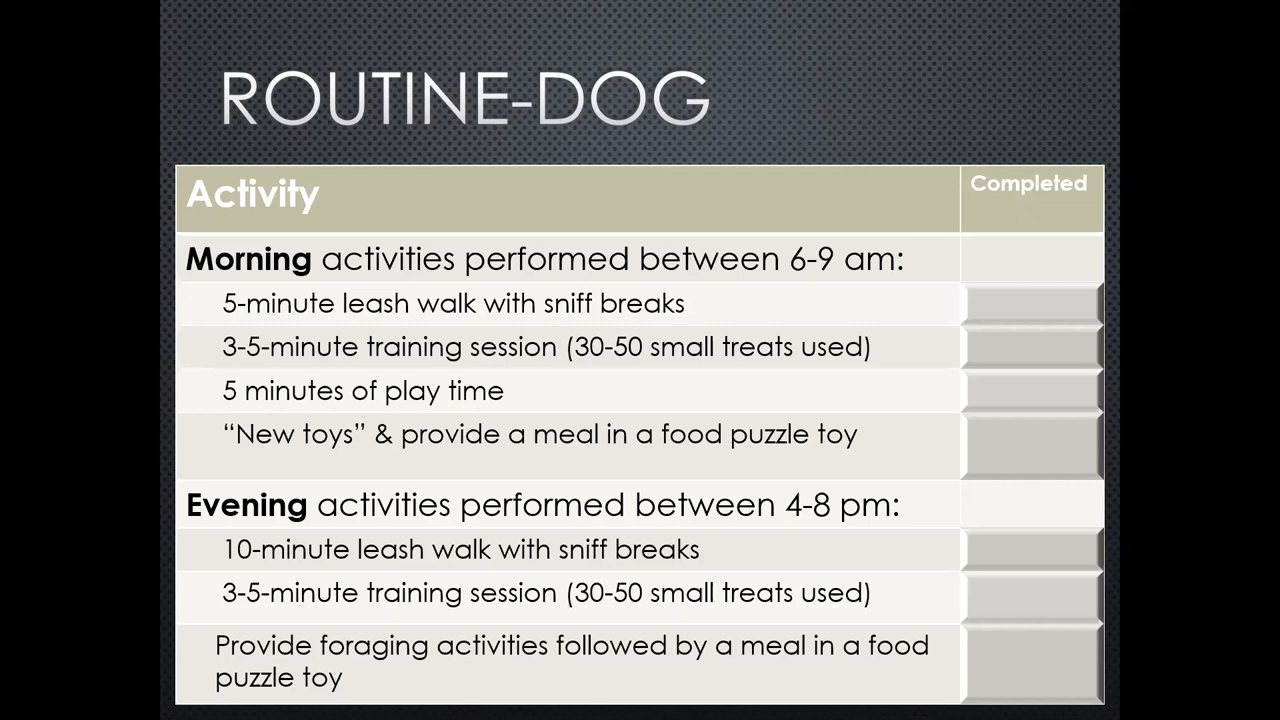 ROUTINE-DOG
Activity
Completed
Morning activities performed between 6-9 am:
5-minute leash walk with sniff breaks
3-5-minute training session (30-50 small treats used)
5 minutes of play time
“New toys” & provide a meal in a food puzzle toy
Evening activities performed between 4-8 pm:
10-minute leash walk with sniff breaks
3-5-minute training session (30-50 small treats used)
Provide foraging activities followed by a meal in a food
puzzle toy